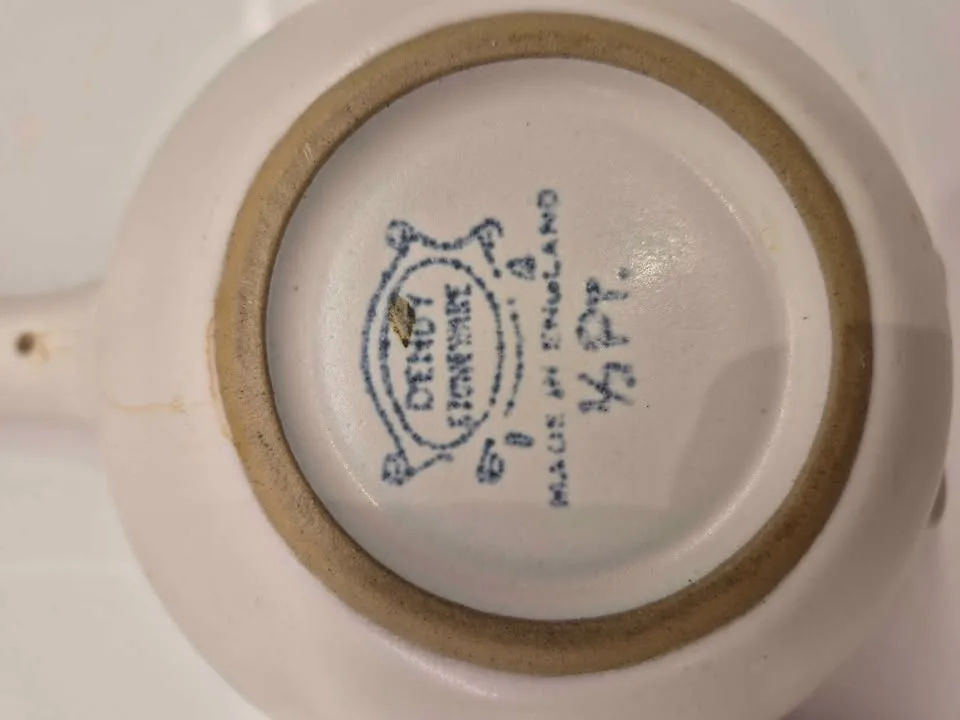 DENBY
STONEWARE
MADE IN ENGLAND
½ PT.